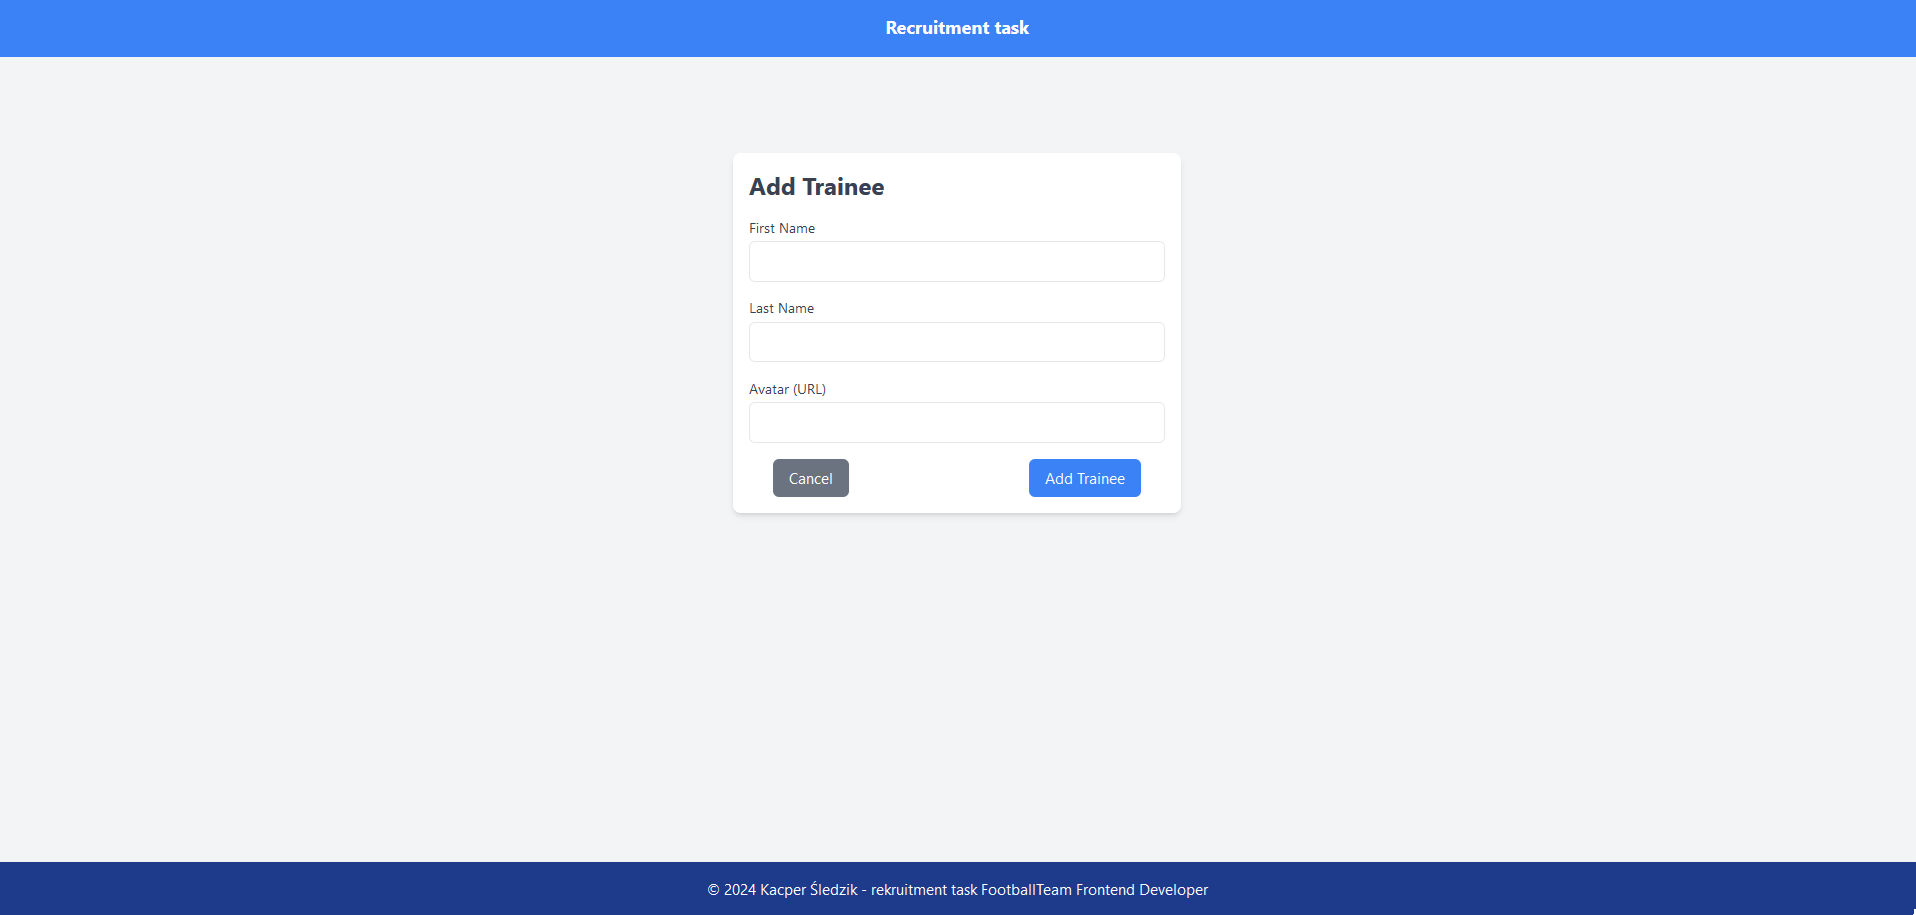 Recruitment task
Add Trainee
First Name
Last Name
Avatar (URL)
Cancel
Add Trainee
© 2024 Kacper Śledzik - rekruitment task FootballTeam Frontend Developer